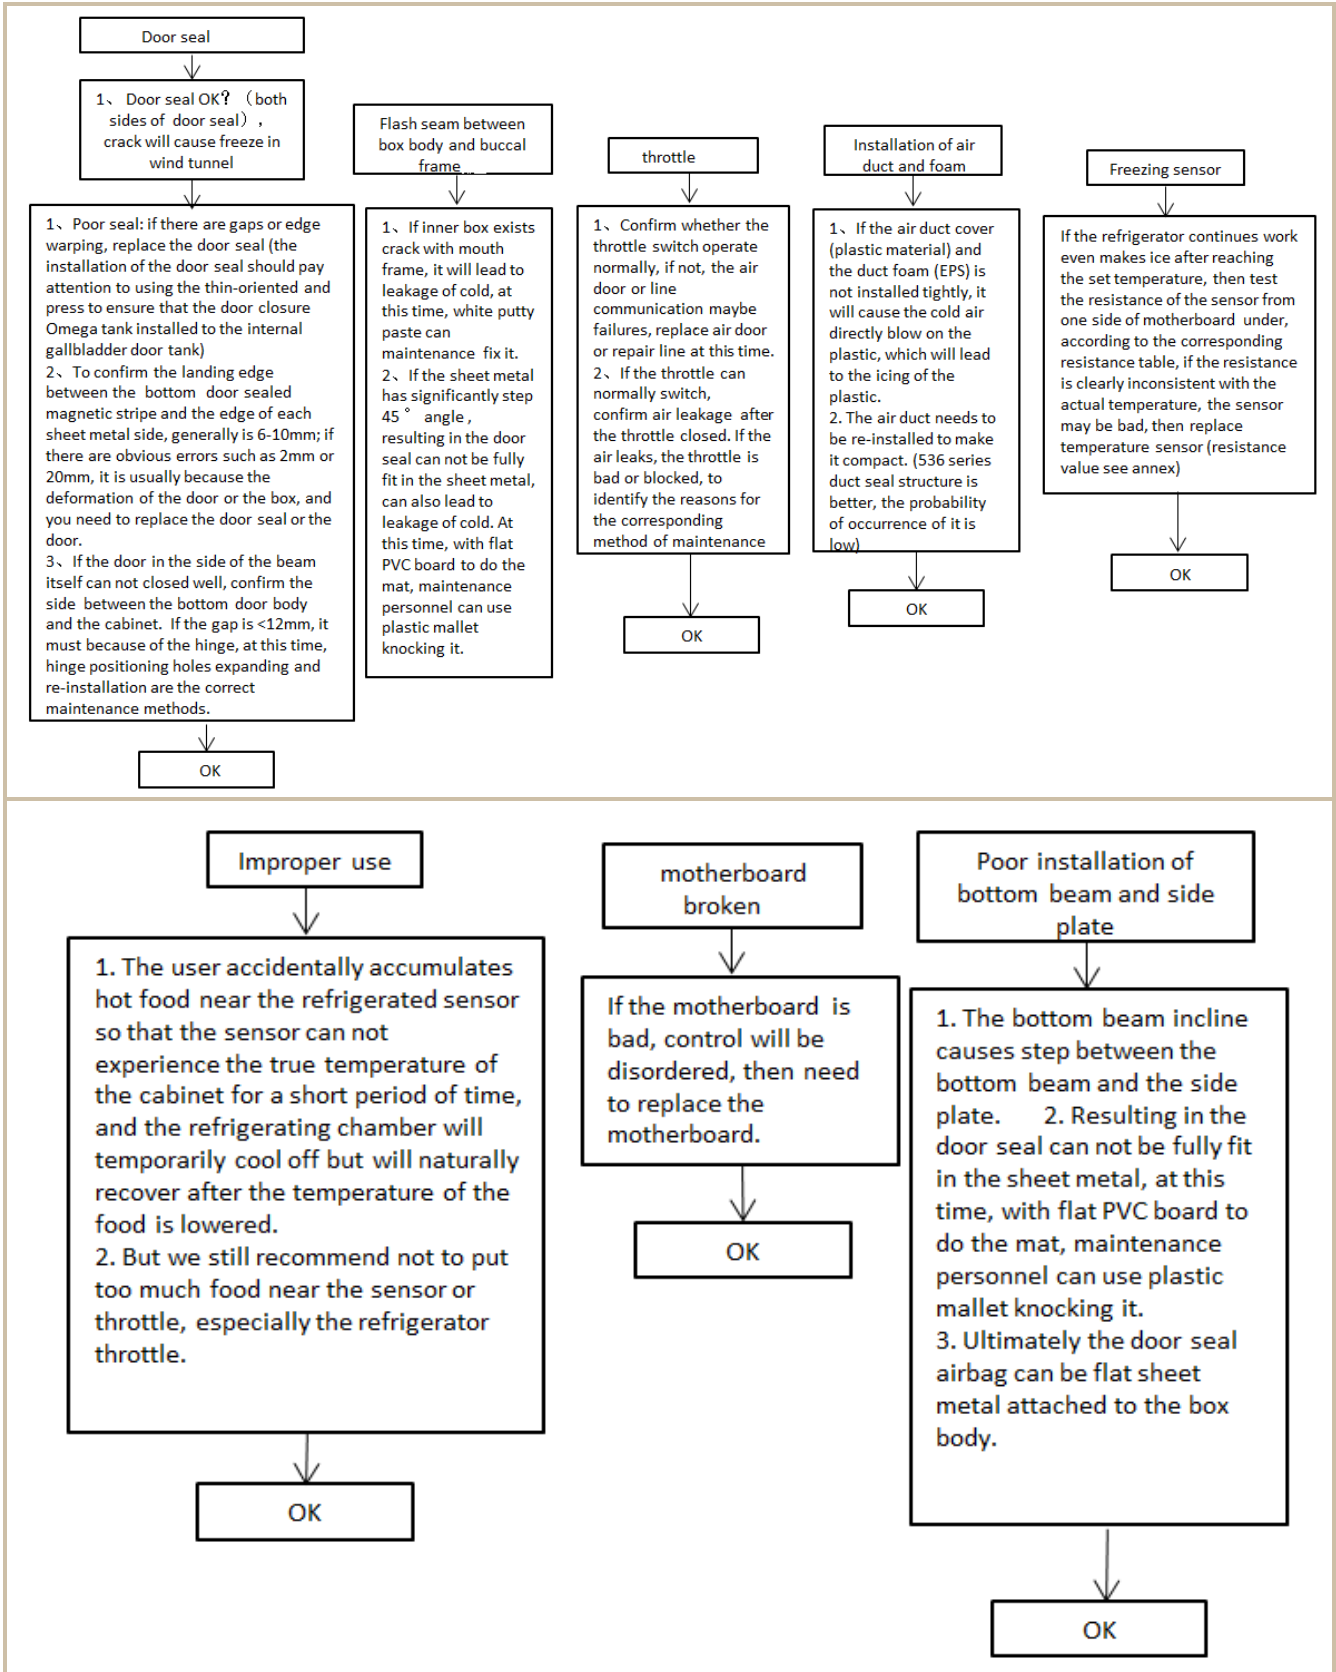 Door seal
1、Door seal OK？（both
sides of door seal），
crack will cause freeze in
wind tunnel
1、Poor seal: if there are gaps or edge
warping, replace the door seal (the
installation of the door seal should pay
attention to using the thin-oriented and
press to ensure that the door closure
Omega tank installed to the internal
gallbladder door tank)
2、To confirm the landing edge
between the bottom door sealed
magnetic stripe and the edge of each
sheet metal side, generally is 6-10mm; if
there are obvious errors such as 2mm or
20mm, it is usually because the
deformation of the door or the box, and
you need to replace the door seal or the
door.
3、If the door in the side of the beam
itself can not closed well, confirm the
side between the bottom door body
and the cabinet. If the gap is <12mm, it
must because of the hinge, at this time,
hinge positioning holes expanding and
re-installation are the correct
maintenance methods.
OK
Flash seam between
box body and buccal
frame
1、If inner box exists
crack with mouth
frame, it will lead to
leakage of cold, at
this time, white putty
paste can
maintenance fix it.
2、If the sheet metal
has significantly step
45° angle,
resulting in the door
seal can not be fully
fit in the sheet metal,
can also lead to
leakage of cold. At
this time, with flat
PVC board to do the
mat, maintenance
personnel can use
plastic mallet
knocking it.
throttle
1、Confirm whether the
throttle switch operate
normally, if not, the air
door or line
communication maybe
failures, replace air door
or repair line at this time.
2、If the throttle can
normally switch,
confirm air leakage after
the throttle closed. If the
air leaks, the throttle is
bad or blocked, to
identify the reasons for
the corresponding
method of maintenance
OK
Installation of air
duct and foam
1、If the air duct cover
(plastic material) and
the duct foam (EPS) is
not installed tightly, it
will cause the cold air
directly blow on the
plastic, which will lead
to the icing of the
plastic.
2. The air duct needs to
be re-installed to make
it compact. (536 series
duct seal structure is
better, the probability
of occurrence of it is
low)
OK
Freezing sensor
If the refrigerator continues work
even makes ice after reaching
the set temperature, then test
the resistance of the sensor from
one side of motherboard under,
according to the corresponding
resistance table, if the resistance
is clearly inconsistent with the
actual temperature, the sensor
may be bad, then replace
temperature sensor (resistance
value see annex)
OK
Improper use
1. The user accidentally accumulates
hot food near the refrigerated sensor
so that the sensor can not
experience the true temperature of
the cabinet for a short period of time,
and the refrigerating chamber will
temporarily cool off but will naturally
recover after the temperature of the
food is lowered.
2. But we still recommend not to put
too much food near the sensor or
throttle, especially the refrigerator
throttle.
OK
motherboard
broken
If the motherboard is
bad, control will be
disordered, then need
to replace the
motherboard.
OK
Poor installation of
bottom beam and side
plate
1. The bottom beam incline
causes step between the
bottom beam and the side
plate. 2. Resulting in the
door seal can not be fully fit
in the sheet metal, at this
time, with flat PVC board to
do the mat, maintenance
personnel can use plastic
mallet knocking it.
3. Ultimately the door seal
airbag can be flat sheet
metal attached to the box
body.
OK